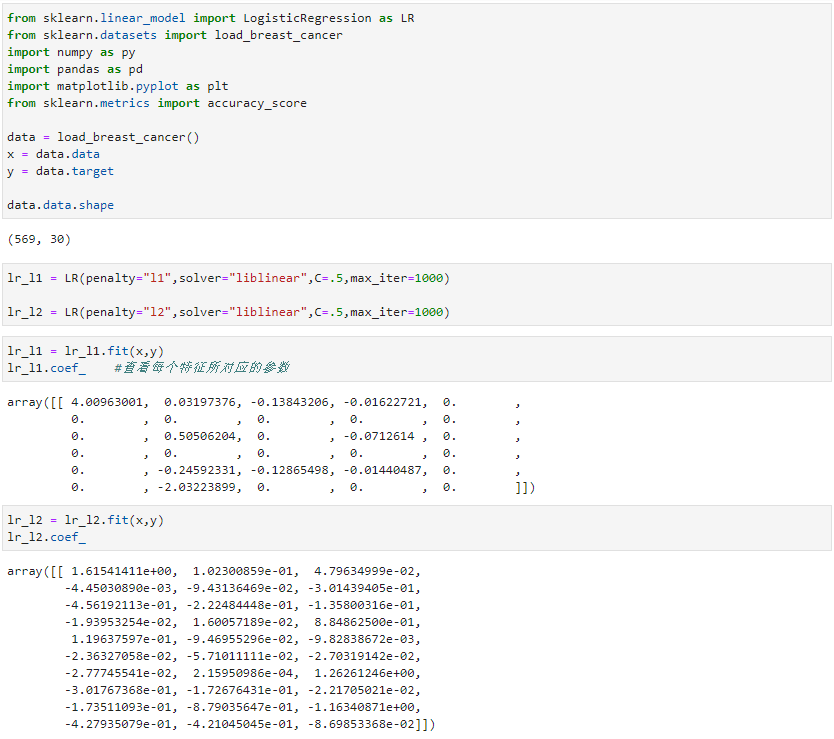 from sklearn.linear_model import LogisticRegression as LR
from sklearn.datasets import load_breast_cancer
import numpy as py
import pandas as pd
import matplotlib.pyplot as plt
from sklearn.metrics import accuracy_score
data = load_breast_cancer()
x = data.data
y = data.target
data.data.shape
(569, 30)
lr_l1 = LR(penalty="l1",solver="liblinear",C=.5,max_iter=1000)
lr_l2 = LR(penalty="l2",solver="liblinear",C=.5,max_iter=1000)
lr_l1 = lr_l1.fit(x,y)
lr_l1.coef_    #查看每个特征所对应的参数
array([[ 4.00963001,  0.03197376, -0.13843206, -0.01622721,  0.        ,
         0.        ,  0.        ,  0.        ,  0.        ,  0.        ,
         0.        ,  0.50506204,  0.        , -0.0712614 ,  0.        ,
         0.        ,  0.        ,  0.        ,  0.        ,  0.        ,
         0.        , -0.24592331, -0.12865498, -0.01440487,  0.        ,
         0.        , -2.03223899,  0.        ,  0.        ,  0.        ]])
lr_l2 = lr_l2.fit(x,y)
lr_l2.coef_
array([[ 1.61541411e+00,  1.02300859e-01,  4.79634999e-02,
        -4.45030890e-03, -9.43136469e-02, -3.01439405e-01,
        -4.56192113e-01, -2.22484448e-01, -1.35800316e-01,
        -1.93953254e-02,  1.60057189e-02,  8.84862500e-01,
         1.19637597e-01, -9.46955296e-02, -9.82838672e-03,
        -2.36327058e-02, -5.71011111e-02, -2.70319142e-02,
        -2.77745541e-02,  2.15950986e-04,  1.26261246e+00,
        -3.01767368e-01, -1.72676431e-01, -2.21705021e-02,
        -1.73511093e-01, -8.79035647e-01, -1.16340871e+00,
        -4.27935079e-01, -4.21045045e-01, -8.69853368e-02]])